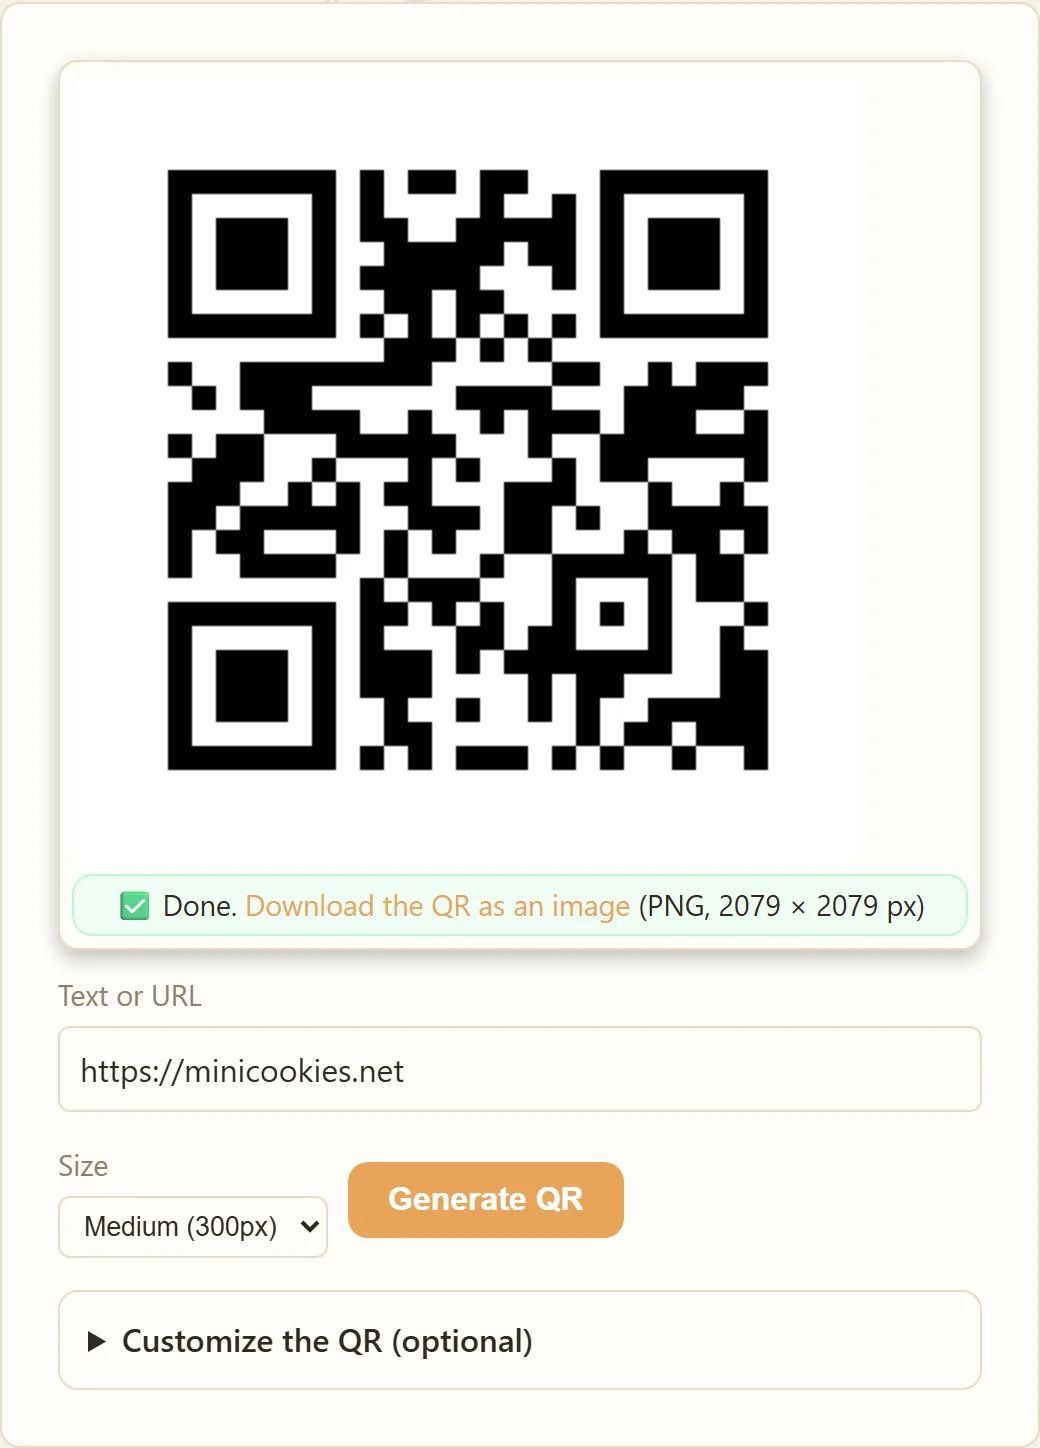 ✅ Done. Download the QR as an image (PNG, 2079 × 2079 px)
Text or URL
https://minicookies.net
Size
Medium (300px)
Generate QR
Customize the QR (optional)